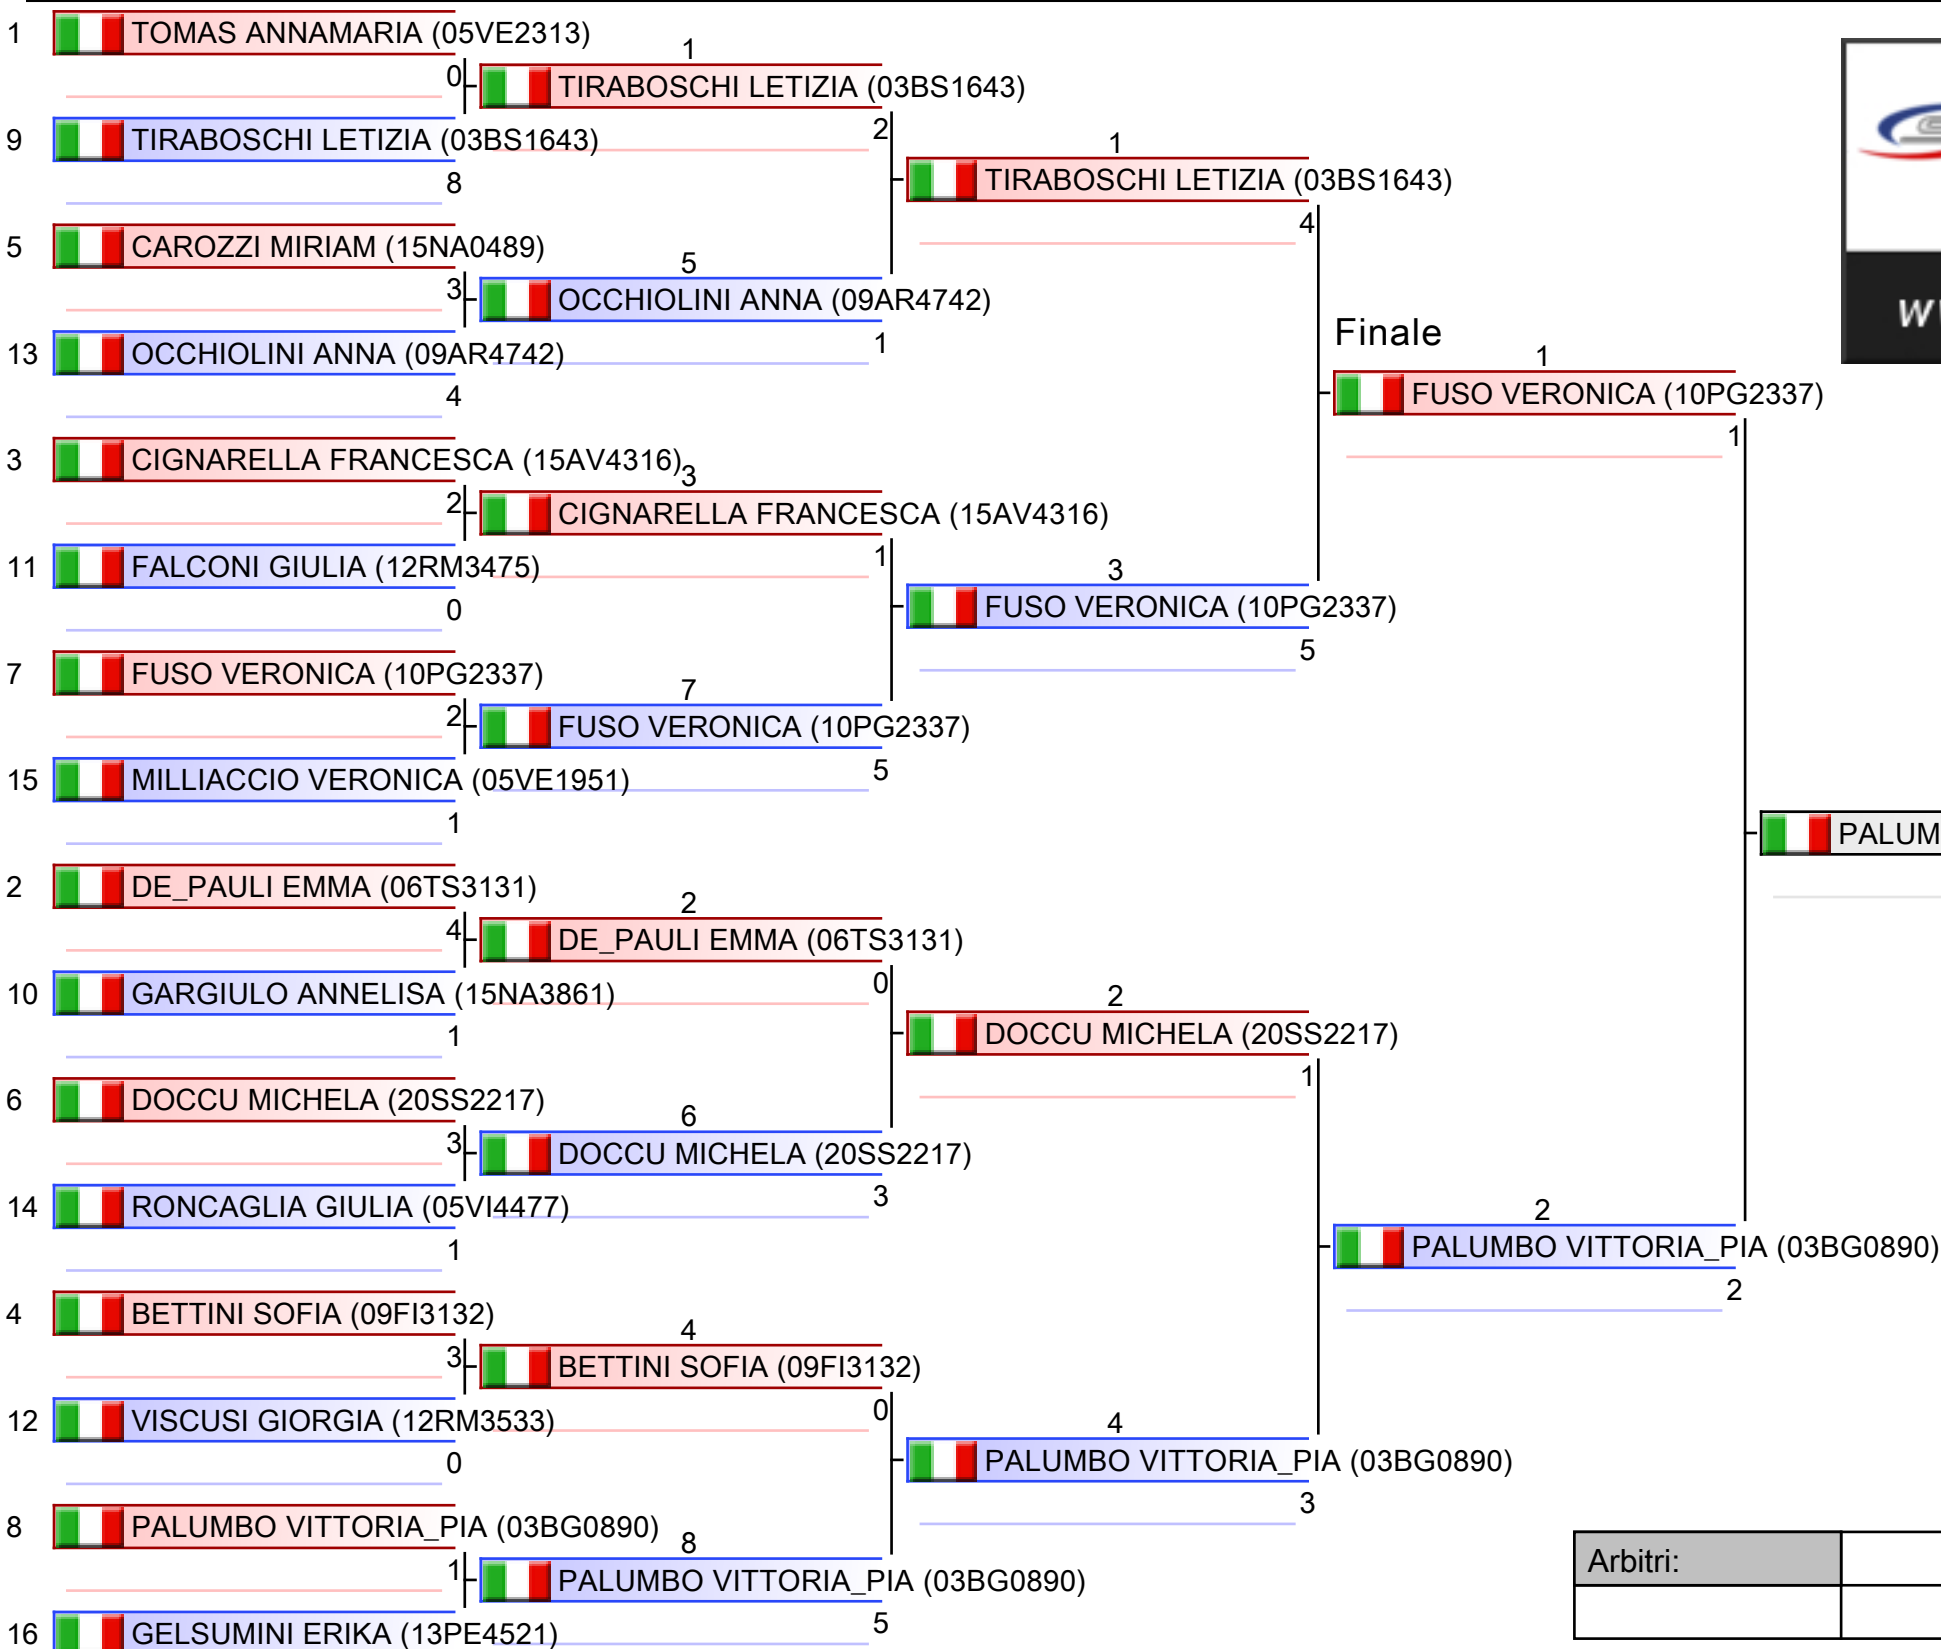 1 TOMAS ANNAMARIA (05VE2313)
0
9 TIRABOSCHI LETIZIA (03BS1643)
8
5 CAROZZI MIRIAM (15NA0489)
3
13 OCCHIOLINI ANNA (09AR4742)
4
3 CIGNARELLA FRANCESCA (15AV4316)
2
11 FALCONI GIULIA (12RM3475)
0
7 FUSO VERONICA (10PG2337)
2
15 MILLIACCIO VERONICA (05VE1951)
1
2 DE_PAULI EMMA (06TS3131)
4
10 GARGIULO ANNELISA (15NA3861)
1
6 DOCCU MICHELA (20SS2217)
3
14 RONCAGLIA GIULIA (05VI4477)
1
4 BETTINI SOFIA (09FI3132)
3
12 VISCUSI GIORGIA (12RM3533)
0
8 PALUMBO VITTORIA_PIA (03BG0890)
1
16 GELSUMINI ERIKA (13PE4521)
1
TIRABOSCHI LETIZIA (03BS1643)
2
5
OCCHIOLINI ANNA (09AR4742)
1
3
CIGNARELLA FRANCESCA (15AV4316)
1
7
FUSO VERONICA (10PG2337)
5
2
DE_PAULI EMMA (06TS3131)
0
6
DOCCU MICHELA (20SS2217)
3
4
BETTINI SOFIA (09FI3132)
0
8
PALUMBO VITTORIA_PIA (03BG0890)
5
1
TIRABOSCHI LETIZIA (03BS1643)
4
3
FUSO VERONICA (10PG2337)
5
2
DOCCU MICHELA (20SS2217)
1
4
PALUMBO VITTORIA_PIA (03BG0890)
3
Finale
1
FUSO VERONICA (10PG2337)
1
2
PALUMBO VITTORIA_PIA (03BG0890)
2
PALUM
Arbitri: